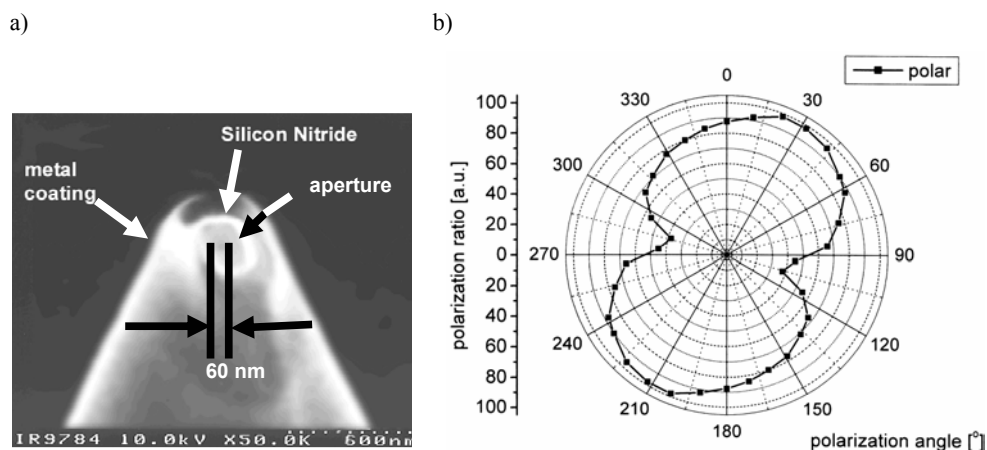 a)
b)
Silicon Nitride
metal
coating
aperture
60 nm
IR9784 10.0kV X50.0K 600nm
polar
polarization ratio [a.u.]
100
80
60
40
20
0
20
40
60
80
100
0
30
60
90
120
150
180
210
240
270
300
330
polarization angle [°]